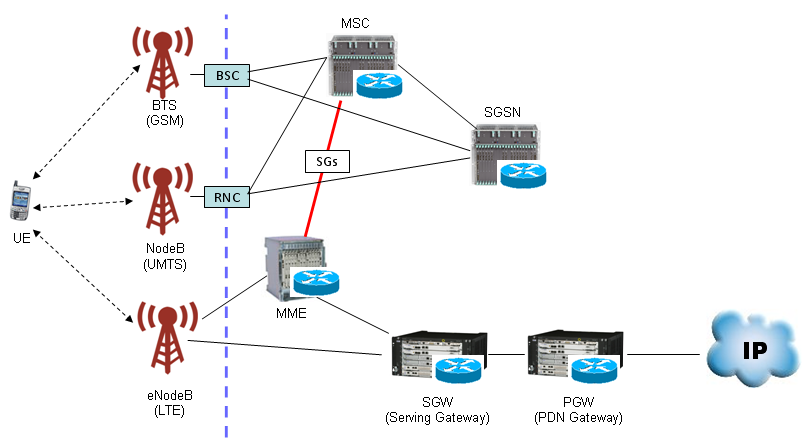 MSC
BSC
BTS
(GSM)
SGSN
SGs
RNC
UE
NodeB
(UMTS)
MME
IP
eNodeB
(LTE)
SGW
(Serving Gateway)
PGW
(PDN Gateway)